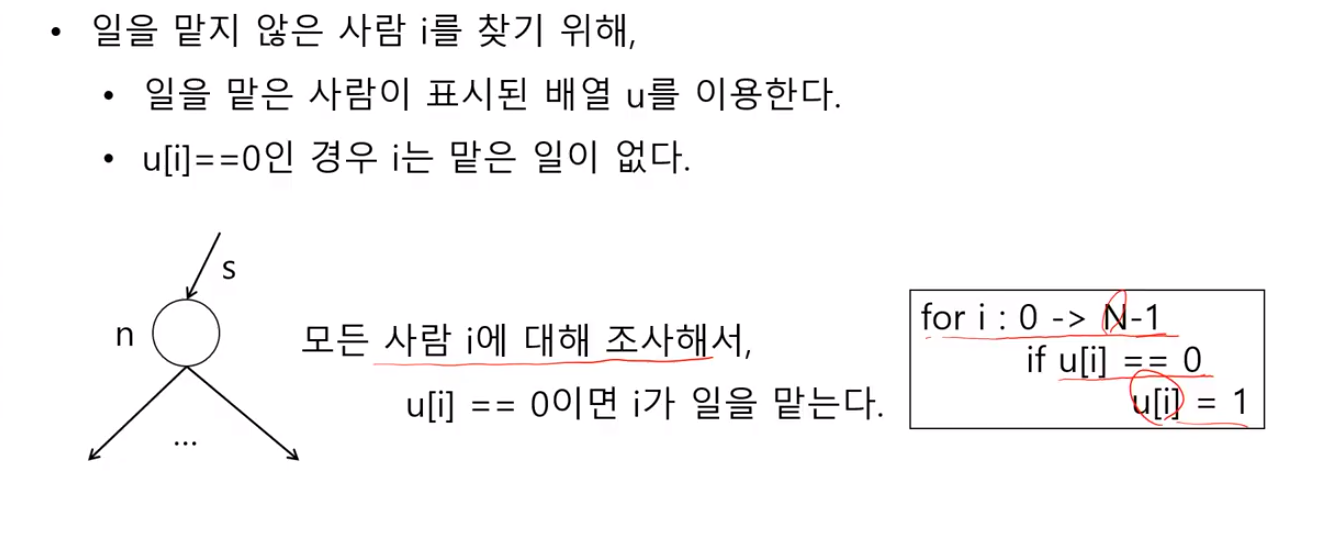 • 일을 맡지 않은 사람 i를 찾기 위해,
• 일을 맡은 사람이 표시된 배열 u를 이용한다.
• u[i]==0인 경우 i는 맡은 일이 없다.
s
n
...
모든 사람 i에 대해 조사해서,
u[i] == 0이면 i가 일을 맡는다.
for i : 0 -> N-1
if u[i] == 0
u[i] = 1